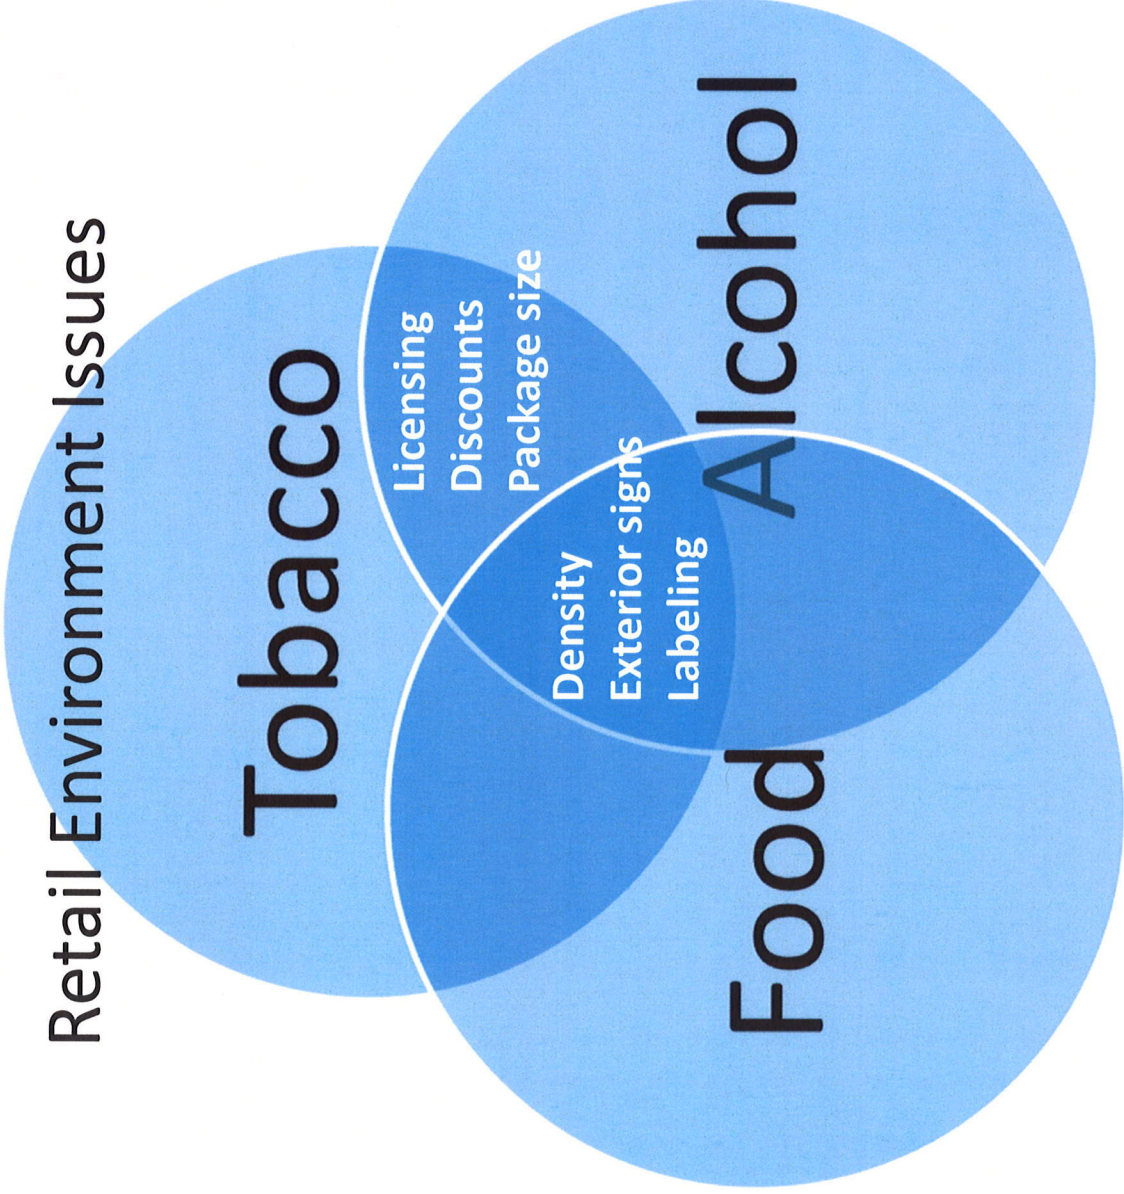 Retail Environment Issues
Tobacco
Licensing
Discounts
Package size
Density
Exterior signs
Labeling
Food
Alcohol